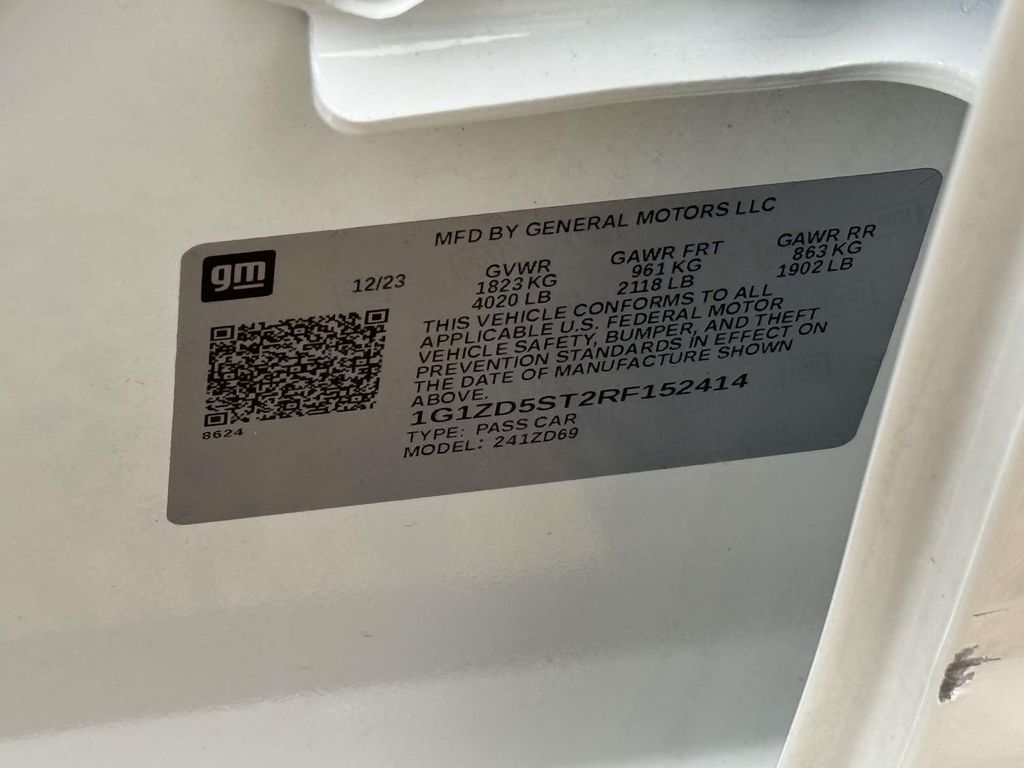 MFD BY GENERAL MOTORS LLC
gm
12/23
GVWR
1823 KG
4020 LB
GAWR FRT
961 KG
2118 LB
GAWR RR
863 KG
1902 LB
THIS VEHICLE CONFORMS TO ALL
APPLICABLE U.S. FEDERAL MOTOR
VEHICLE SAFETY, BUMPER, AND THEFT
PREVENTION STANDARDS IN EFFECT ON
THE DATE OF MANUFACTURE SHOWN
ABOVE.
1G1ZD5ST2RF152414
TYPE: PASS CAR
MODEL: 241ZD69
8624